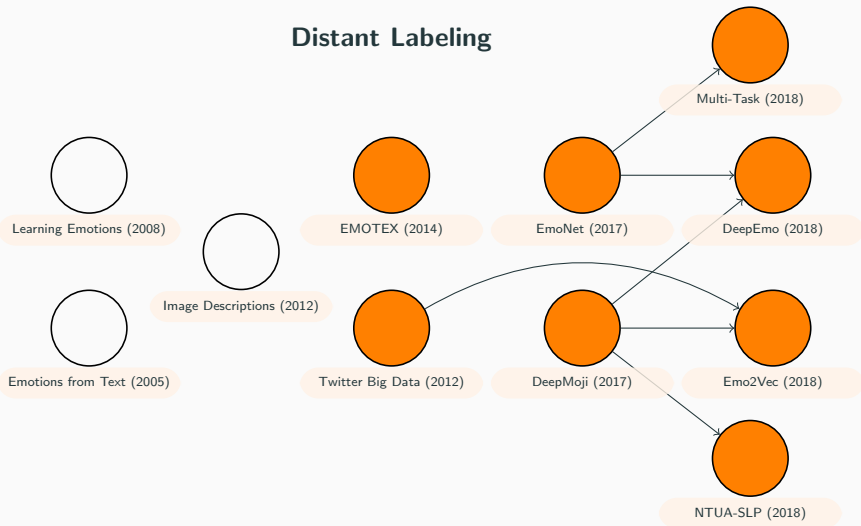 Distant Labeling
Multi-Task (2018)
Learning Emotions (2008)
EMOTEX (2014)
EmoNet (2017)
DeepEmo (2018)
Image Descriptions (2012)
Emotions from Text (2005)
Twitter Big Data (2012)
DeepMoji (2017)
Emo2Vec (2018)
NTUA-SLP (2018)